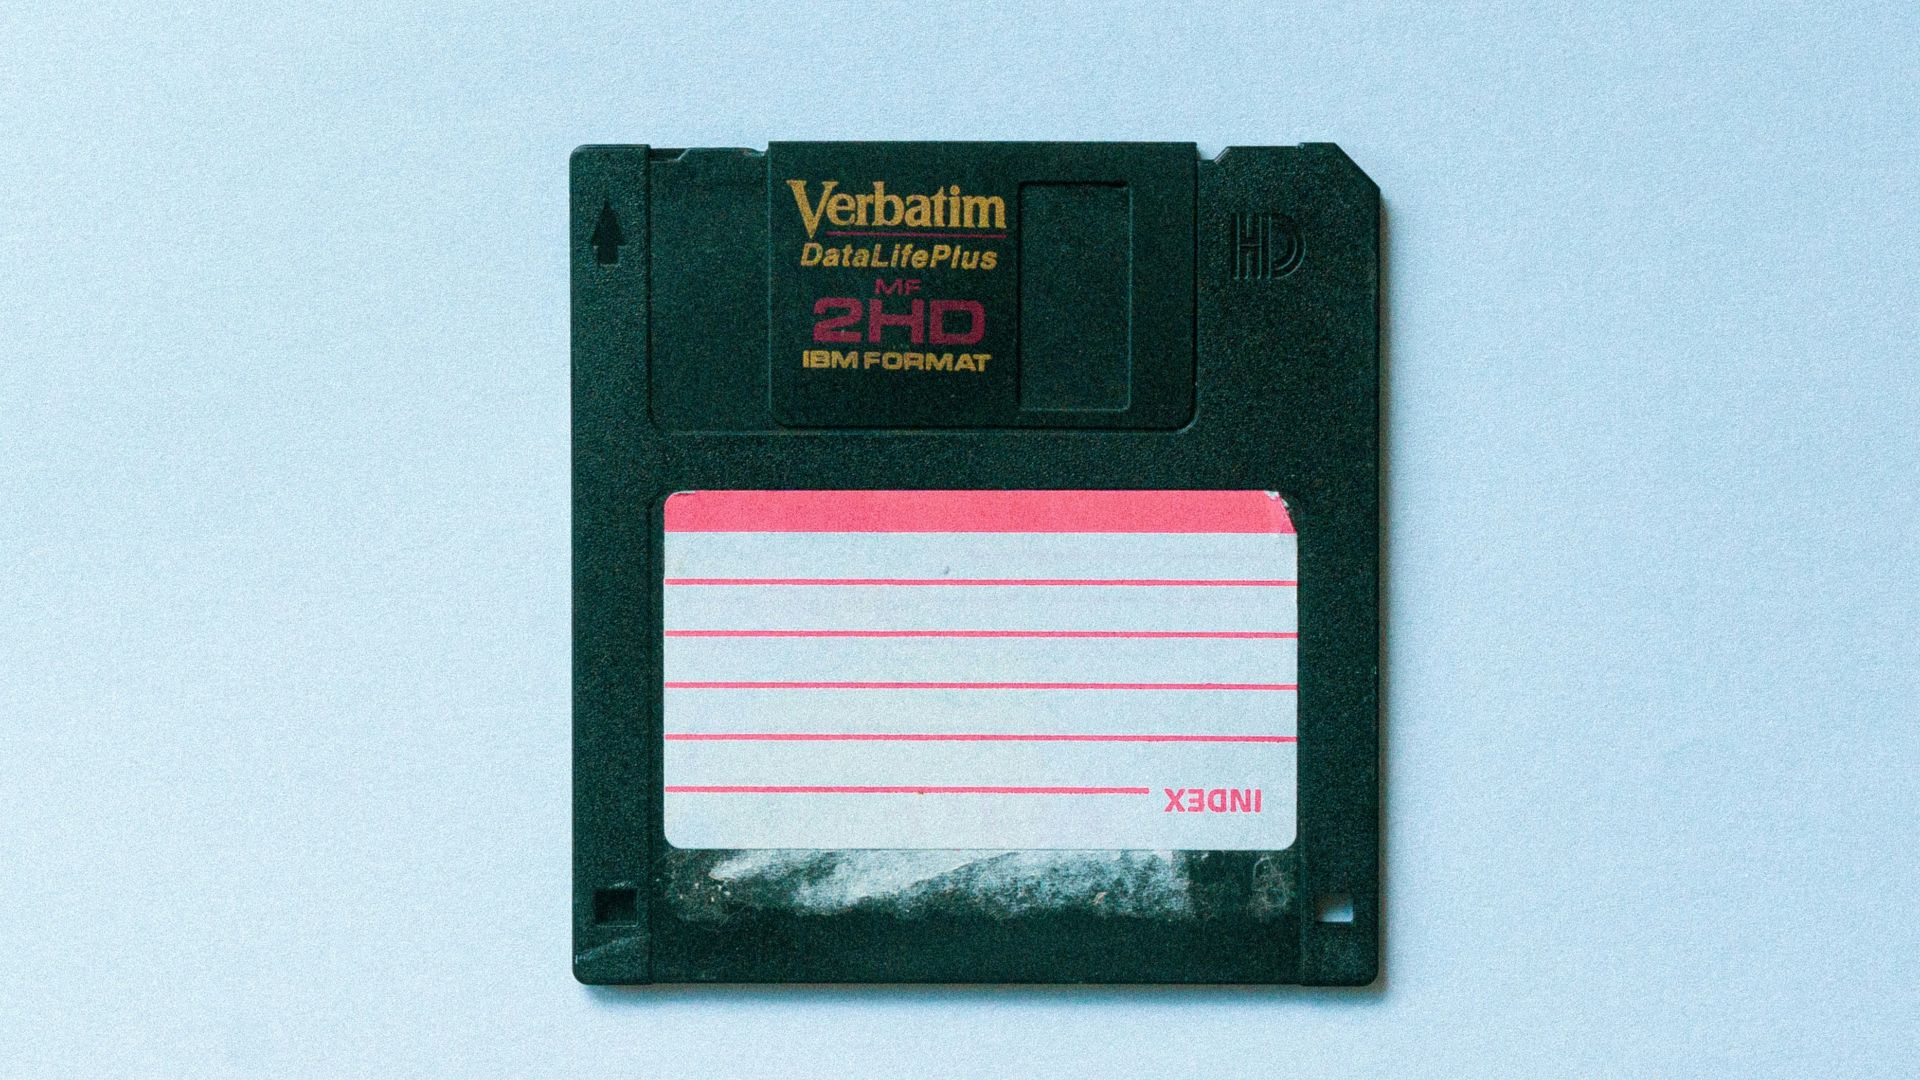 Verbatim
DataLifePlus
MF
2HD
IBM FORMAT
HD
INDEX